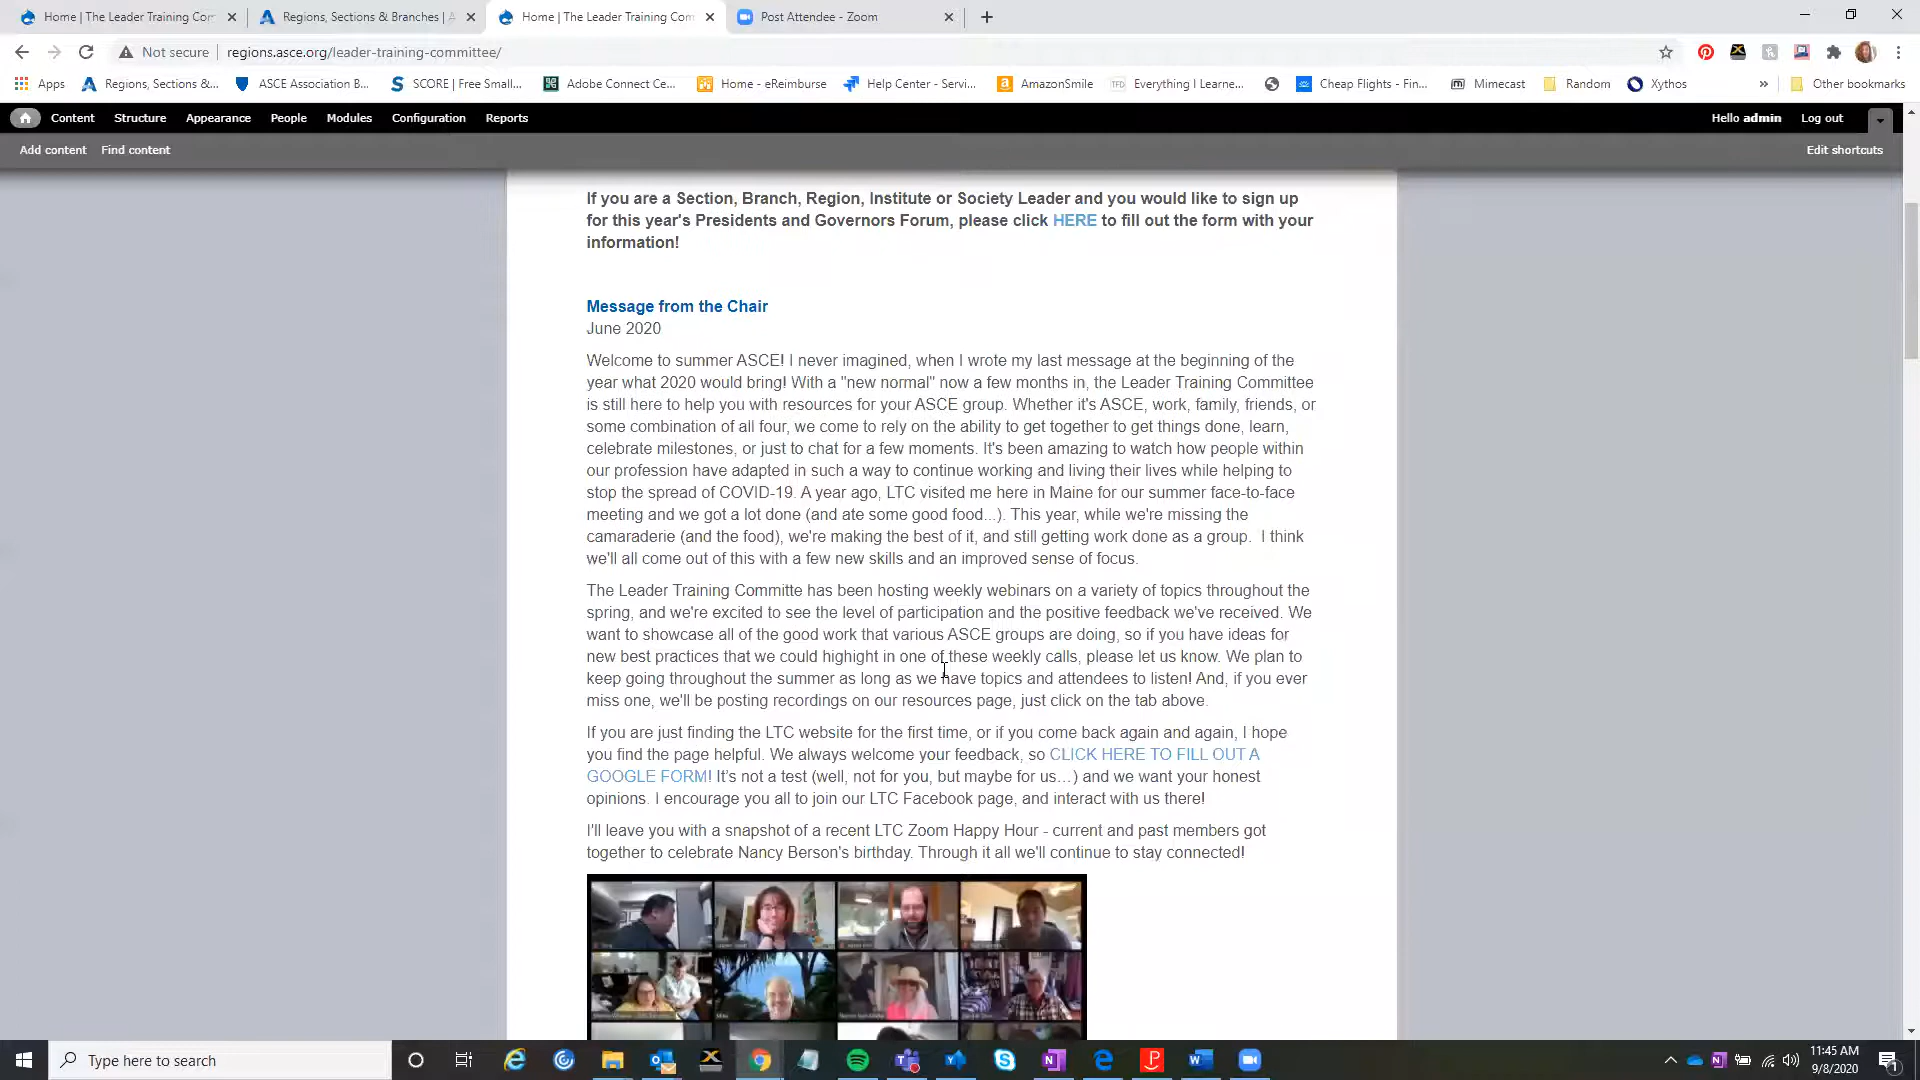 Home | The Leader Training Con
Regions, Sections & Branches | A
Home | The Leader Training Com
Post Attendee - Zoom
Not secure
regions.asce.org/leader-training-committee/
Apps
Regions, Sections &...
ASCE Association B...
SCORE | Free Small...
Adobe Connect Ce...
Home - eReimburse
Help Center - Servi...
AmazonSmile
Everything I Learne...
Cheap Flights - Fin...
Mimecast
Random
Xythos
Other bookmarks
Content Structure Appearance People Modules Configuration Reports
Hello admin Log out
Add content Find content
Edit shortcuts
If you are a Section, Branch, Region, Institute or Society Leader and you would like to sign up
for this year's Presidents and Governors Forum, please click HERE to fill out the form with your
information!
Message from the Chair
June 2020
Welcome to summer ASCE! I never imagined, when I wrote my last message at the beginning of the
year what 2020 would bring! With a "new normal" now a few months in, the Leader Training Committee
is still here to help you with resources for your ASCE group. Whether it's ASCE, work, family, friends, or
some combination of all four, we come to rely on the ability to get together to get things done, learn,
celebrate milestones, or just to chat for a few moments. It's been amazing to watch how people within
our profession have adapted in such a way to continue working and living their lives while helping to
stop the spread of COVID-19. A year ago, LTC visited me here in Maine for our summer face-to-face
meeting and we got a lot done (and ate some good food...). This year, while we're missing the
camaraderie (and the food), we're making the best of it, and still getting work done as a group. I think
we'll all come out of this with a few new skills and an improved sense of focus.
The Leader Training Committe has been hosting weekly webinars on a variety of topics throughout the
spring, and we're excited to see the level of participation and the positive feedback we've received. We
want to showcase all of the good work that various ASCE groups are doing, so if you have ideas for
new best practices that we could highight in one of these weekly calls, please let us know. We plan to
keep going throughout the summer as long as we have topics and attendees to listen! And, if you ever
miss one, we'll be posting recordings on our resources page, just click on the tab above.
If you are just finding the LTC website for the first time, or if you come back again and again, I hope
you find the page helpful. We always welcome your feedback, so CLICK HERE TO FILL OUT A
GOOGLE FORM! It's not a test (well, not for you, but maybe for us…) and we want your honest
opinions. I encourage you all to join our LTC Facebook page, and interact with us there!
I'll leave you with a snapshot of a recent LTC Zoom Happy Hour - current and past members got
together to celebrate Nancy Berson's birthday. Through it all we'll continue to stay connected!
Type here to search
11:45 AM
9/8/2020